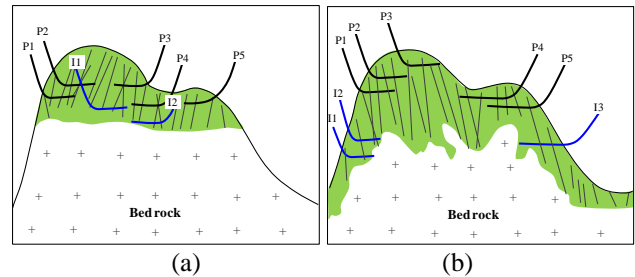 P2
P1
I1
P3
P4
P5
I2
Bed rock
(a)
P3
P2
P1
P4
P5
I2
I1
I3
Bed rock
(b)